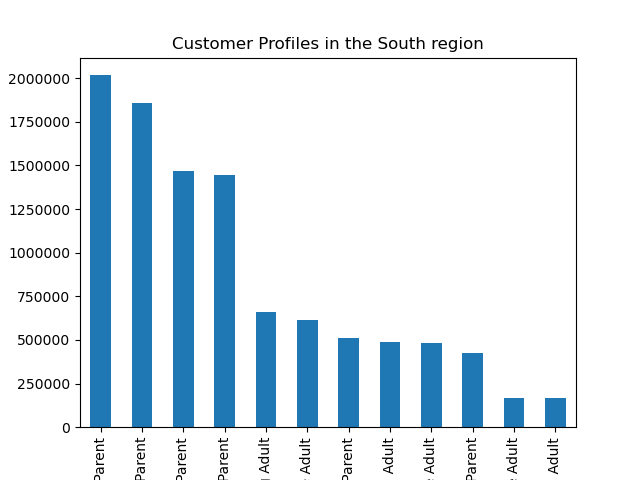 Customer Profiles in the South region
2000000
1750000
1500000
1250000
1000000
750000
500000
250000
0
Parent
Parent
Parent
Parent
Adult
Adult
Parent
Adult
Adult
Parent
Adult
Adult